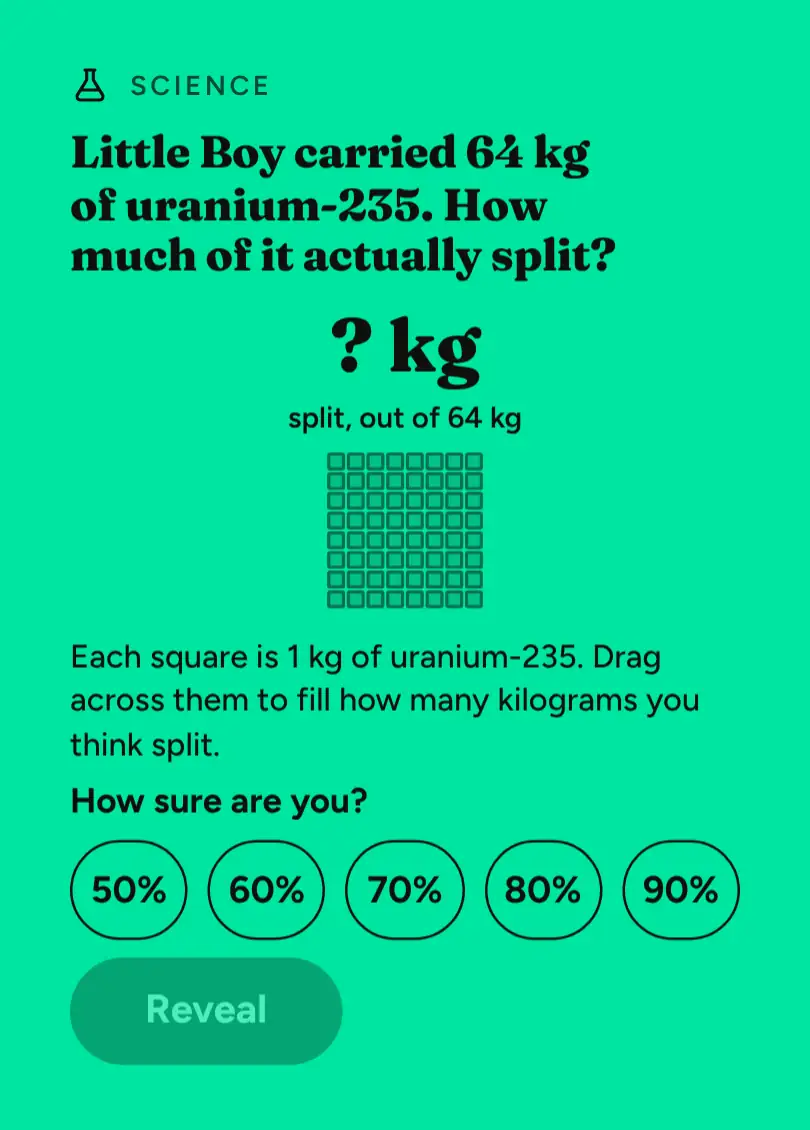 SCIENCE
Little Boy carried 64 kg
of uranium-235. How
much of it actually split?
? kg
split, out of 64 kg
Each square is 1 kg of uranium-235. Drag
across them to fill how many kilograms you
think split.
How sure are you?
50% 60% 70% 80% 90%
Reveal